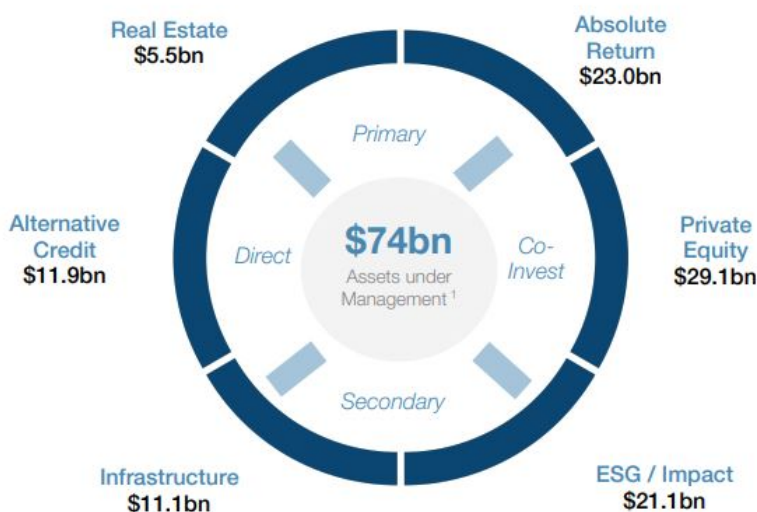 Real Estate
$5.5bn
Absolute
Return
$23.0bn
Primary
Alternative
Credit
$11.9bn
Direct
$74bn
Assets under
Management 1
Co-
Invest
Private
Equity
$29.1bn
Secondary
Infrastructure
$11.1bn
ESG / Impact
$21.1bn